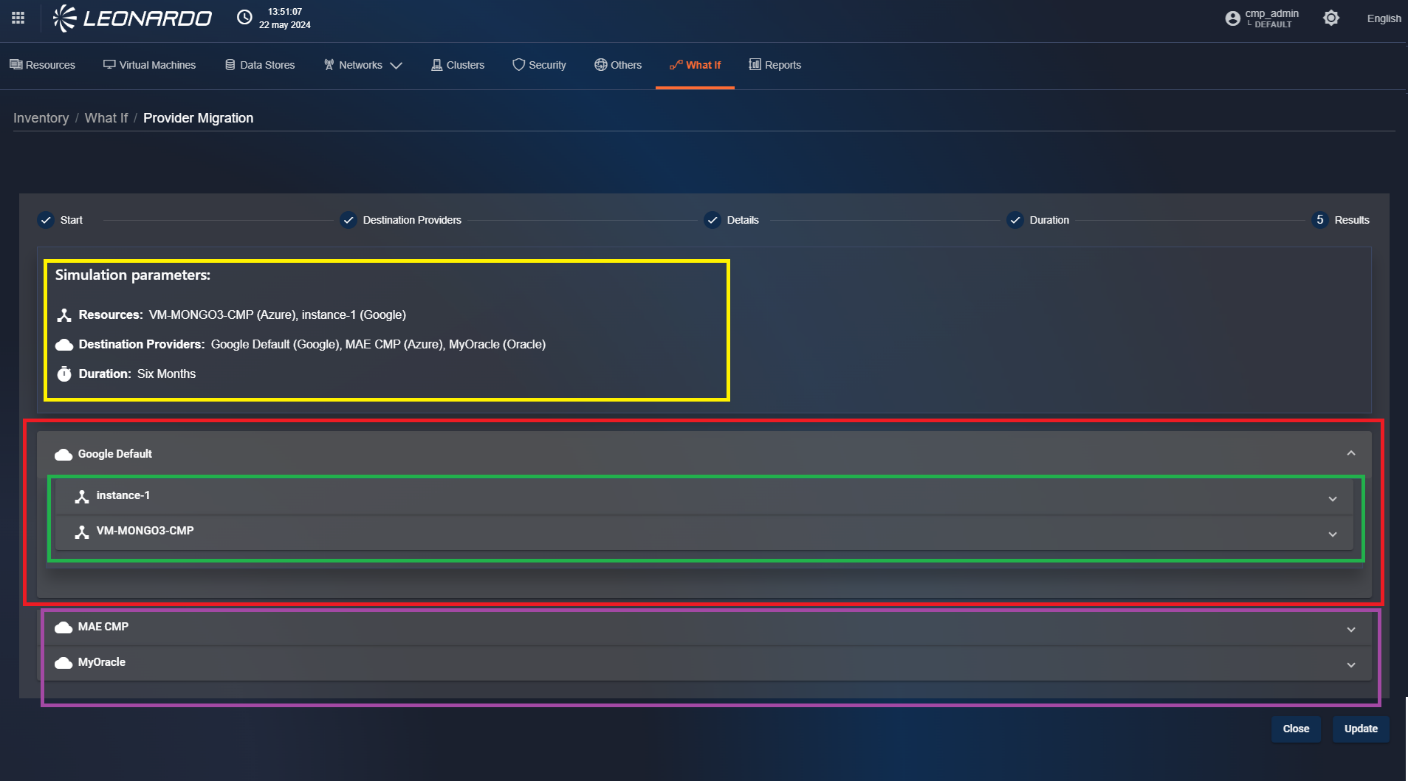 LEONARDO
13:51:07
22 may 2024
cmp_admin
DEFAULT
English
Resources
Virtual Machines
Data Stores
Networks
Clusters
Security
Others
What If
Reports
Inventory / What If / Provider Migration
Start
Destination Providers
Details
Duration
5 Results
Simulation parameters:
Resources: VM-MONGO3-CMP (Azure), instance-1 (Google)
Destination Providers: Google Default (Google), MAE CMP (Azure), MyOracle (Oracle)
Duration: Six Months
Google Default
instance-1
VM-MONGO3-CMP
MAE CMP
MyOracle
Close
Update